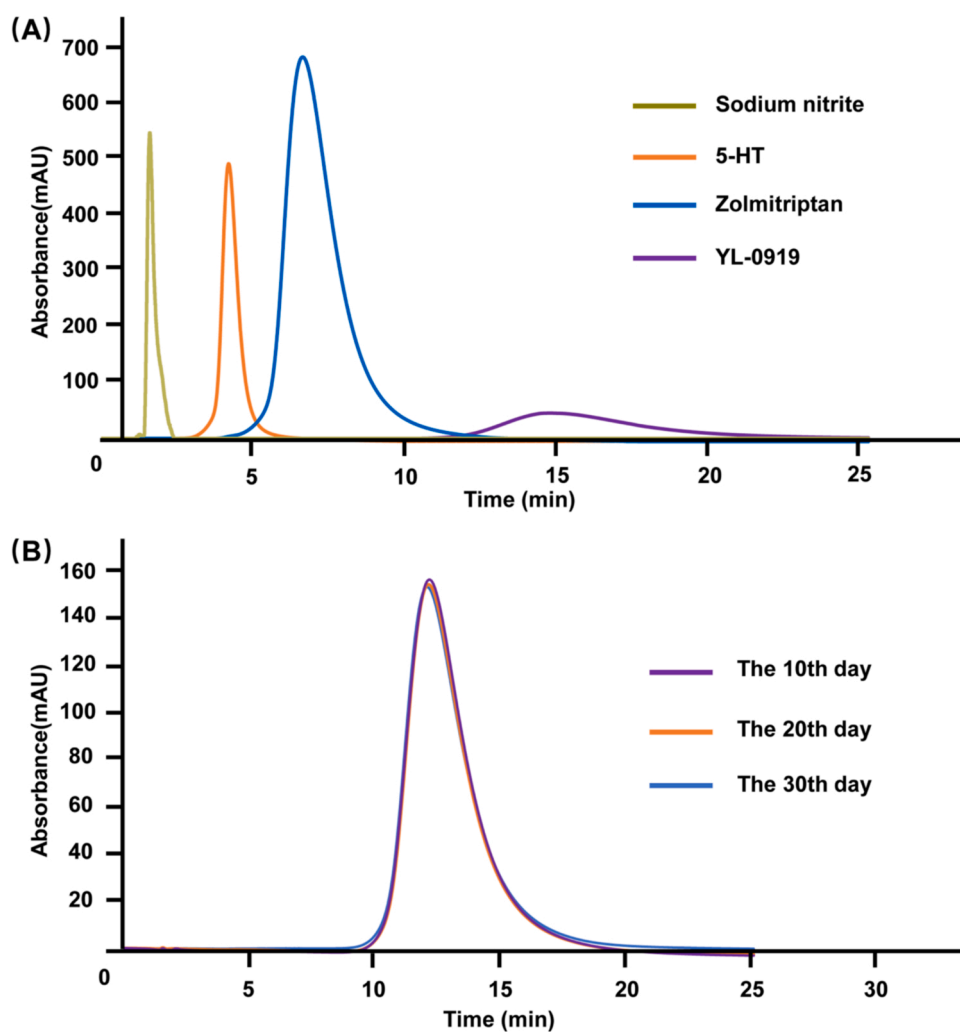 (A)
Absorbance(mAU)
700
600
500
400
300
200
100
0
5
10
15
20
25
Time (min)
Sodium nitrite
5-HT
Zolmitriptan
YL-0919
(B)
Absorbance(mAU)
160
140
120
100
80
60
40
20
0
5
10
15
20
25
30
Time (min)
The 10th day
The 20th day
The 30th day